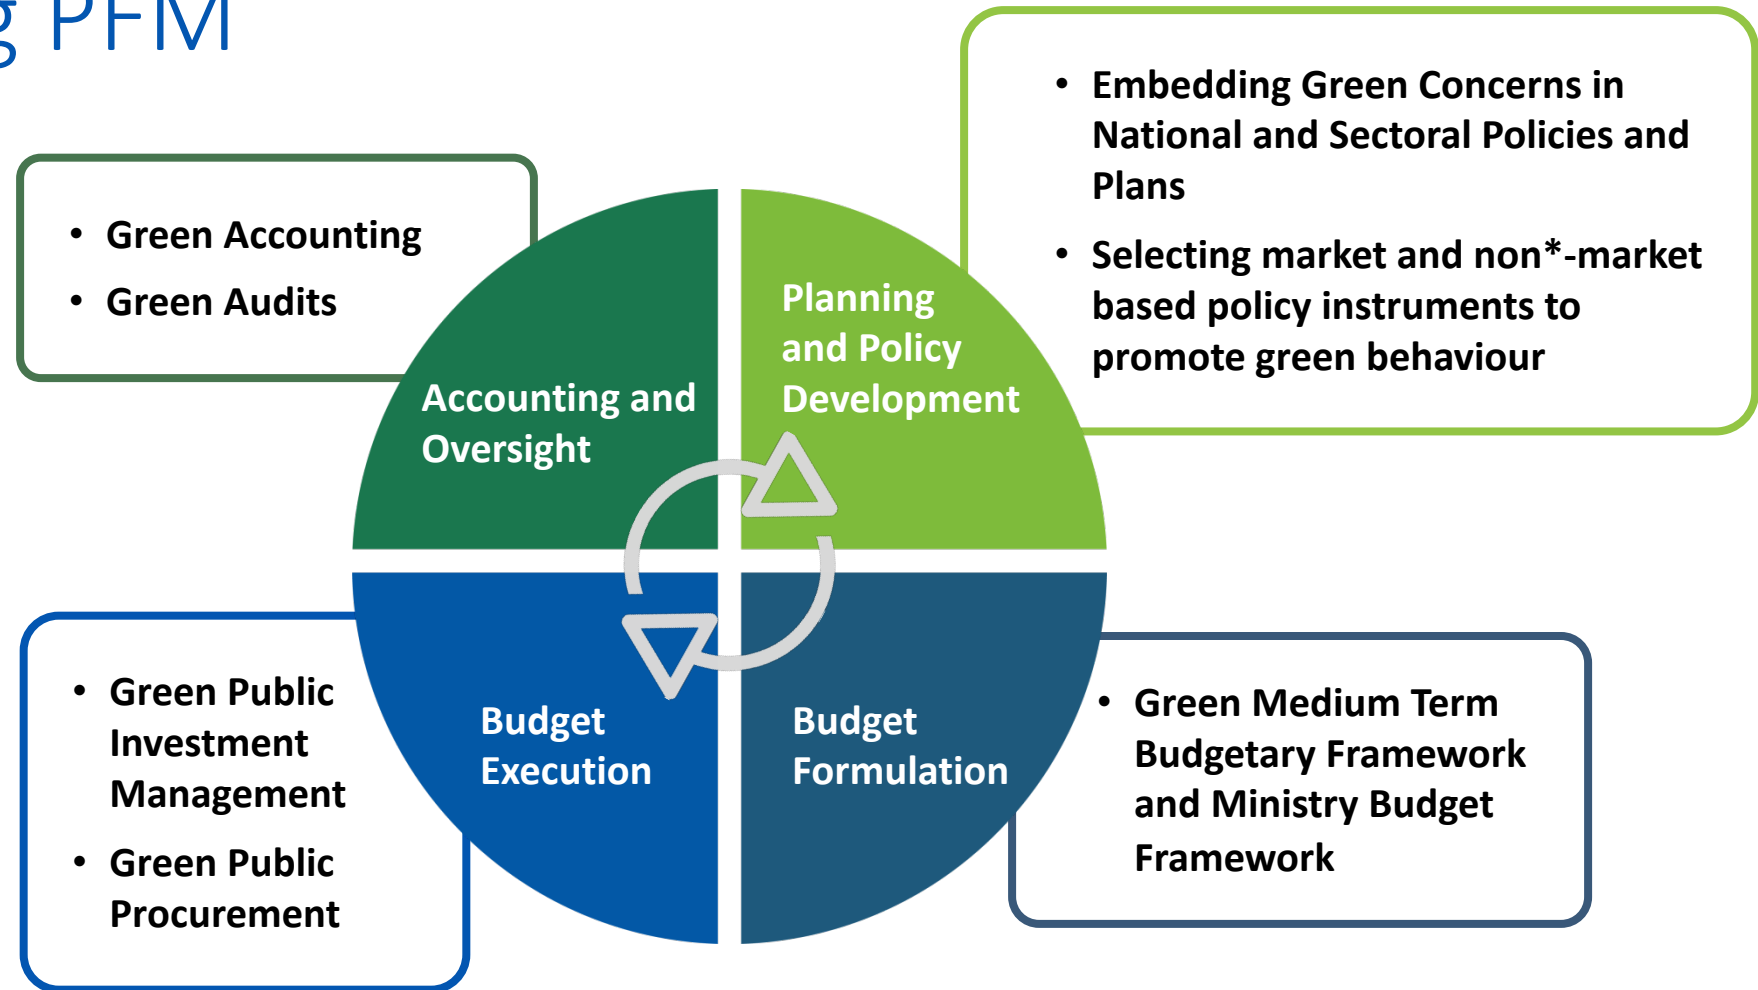 g PFM
• Embedding Green Concerns in
National and Sectoral Policies and
Plans
• Selecting market and non*-market
based policy instruments to
promote green behaviour
• Green Accounting
• Green Audits
Planning
and Policy
Development
Accounting and
Oversight
Budget
Execution
Budget
Formulation
• Green Public
Investment
Management
• Green Public
Procurement
• Green Medium Term
Budgetary Framework
and Ministry Budget
Framework